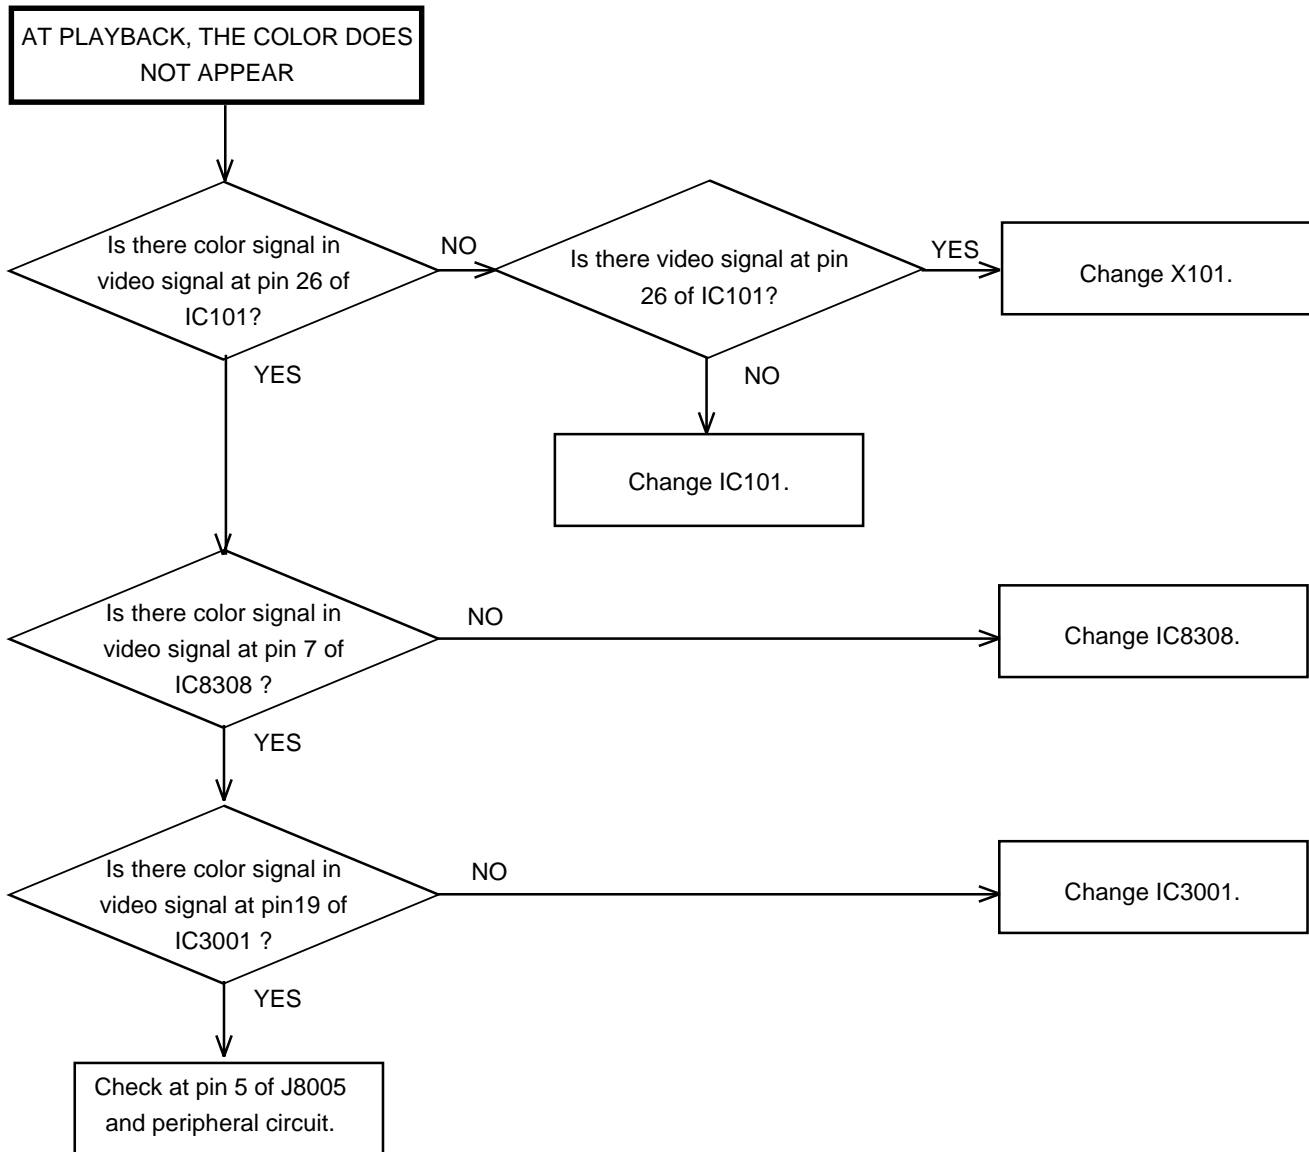 AT PLAYBACK, THE COLOR DOES
NOT APPEAR
Is there color signal in
video signal at pin 26 of
IC101?
NO
Is there video signal at pin
26 of IC101?
YES
Change X101.
YES
NO
Change IC101.
Is there color signal in
video signal at pin 7 of
IC8308 ?
NO
Change IC8308.
YES
Is there color signal in
video signal at pin19 of
IC3001 ?
NO
Change IC3001.
YES
Check at pin 5 of J8005
and peripheral circuit.